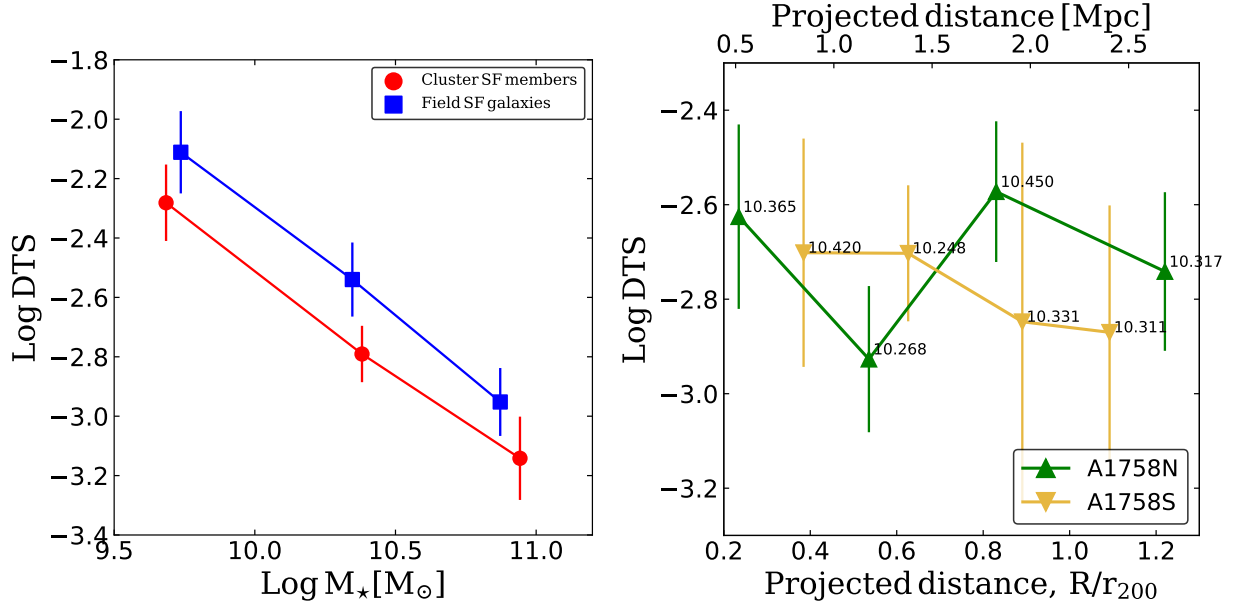 −1.8
−2.0
−2.2
−2.4
−2.6
−2.8
−3.0
−3.2
−3.4
Log DTS
9.5 10.0 10.5 11.0
Log M⋆[M⊙]
Cluster SF members
Field SF galaxies
Projected distance [Mpc]
0.5 1.0 1.5 2.0 2.5
−2.4
−2.6
−2.8
−3.0
−3.2
Log DTS
10.365
10.450
10.420
10.248
10.317
10.268
10.331
10.311
A1758N
A1758S
0.2 0.4 0.6 0.8 1.0 1.2
Projected distance, R/r200